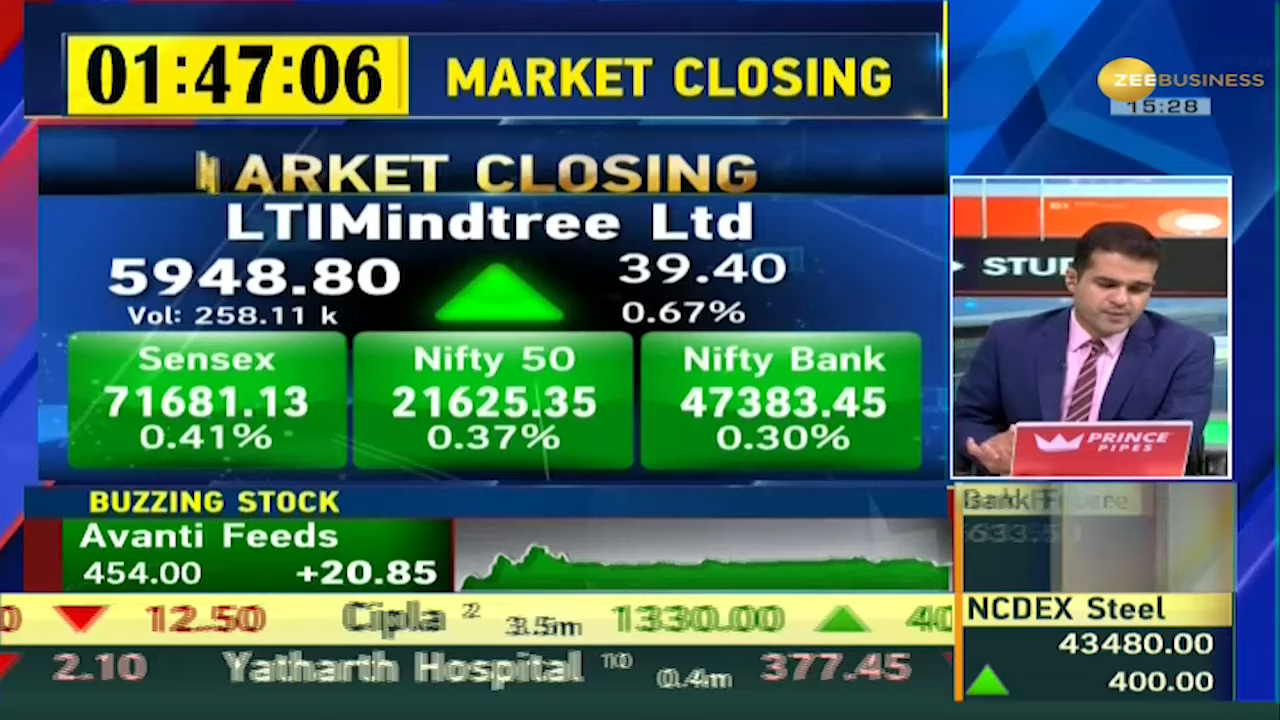 01:47:06
MARKET CLOSING
ZEEBUSINESS
15:28
MARKET CLOSING
LTIMindtree Ltd
5948.80
39.40
Vol: 258.11 k
0.67%
Sensex
71681.13
0.41%
Nifty 50
21625.35
0.37%
Nifty Bank
47383.45
0.30%
PRINCE
PIPES
BUZZING STOCK
Avanti Feeds
454.00 +20.85
12.50 Cipla 3.5m 1330.00
2.10 Yatharth Hospital 0.4m 377.45
NCDEX Steel
43480.00
400.00